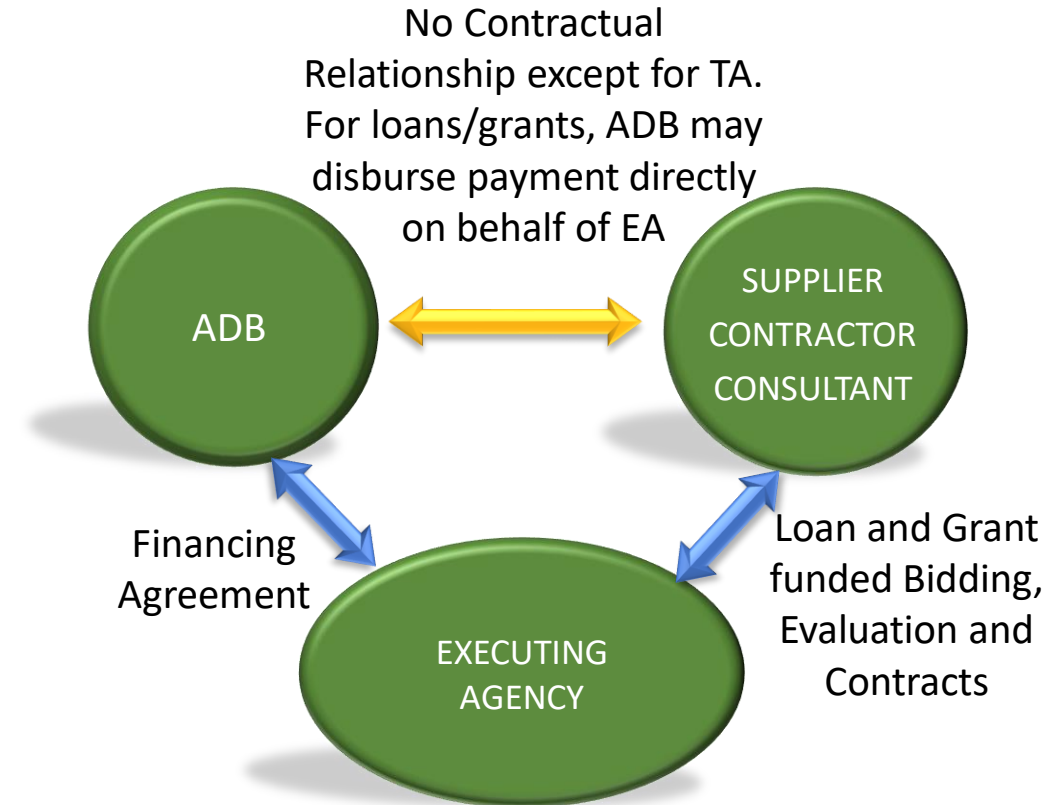 No Contractual
Relationship except for TA.
For loans/grants, ADB may
disburse payment directly
on behalf of EA
ADB
SUPPLIER
CONTRACTOR
CONSULTANT
Financing
Agreement
Loan and Grant
funded Bidding,
Evaluation and
Contracts
EXECUTING
AGENCY